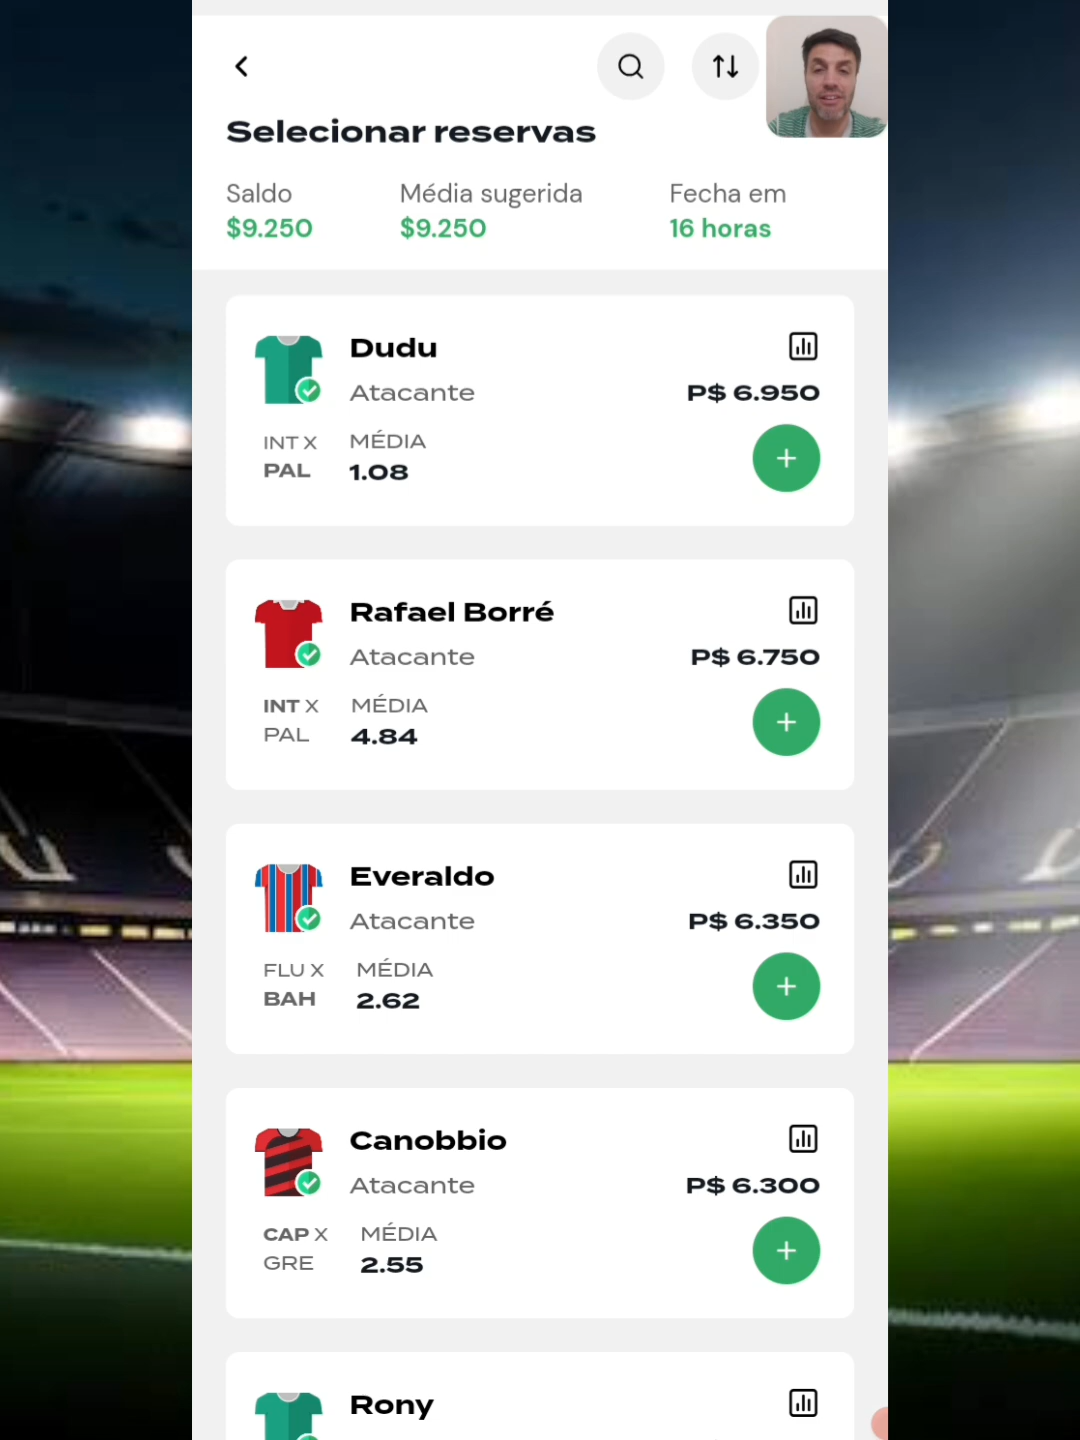 Selecionar reservas
Saldo
$9.250
Média sugerida
$9.250
Fecha em
16 horas
Dudu
Atacante
P$ 6.950
INT X
PAL
MÉDIA
1.08
Rafael Borré
Atacante
P$ 6.750
INT X
PAL
MÉDIA
4.84
Everaldo
Atacante
P$ 6.350
FLU X
BAH
MÉDIA
2.62
Canobbio
Atacante
P$ 6.300
CAP X
GRE
MÉDIA
2.55
Rony